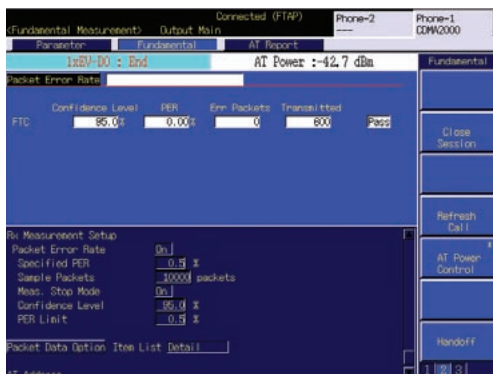 Connected (FTAP)
<Fundamental Measurement> Output Main
Phone-2
----
Phone-1
CDMA2000
Parameter Fundamental AT Report
1xEV-DO : End AT Power :-42.7 dBm
Fundamental
Packet Error Rate
Confidence Level PER Err Packets Transmitted
FTC 95.0% 0.00% 0 600 Pass
Close
Session
Refresh
Call
AT Power
Control
Handoff
1 2 3
Rx Measurement Setup
Packet Error Rate On
Specified PER 0.5 %
Sample Packets 10000 packets
Meas. Stop Mode On
Confidence Level 95.0 %
PER Limit 0.5 %
Packet Data Option Item List Detail
AT Address